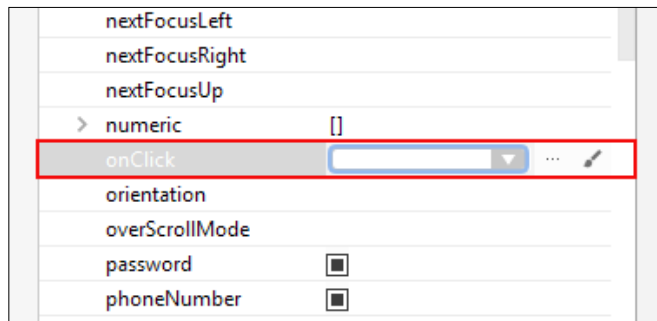 nextFocusLeft
nextFocusRight
nextFocusUp
numeric []
onClick ...
orientation
overScrollMode
password
phoneNumber